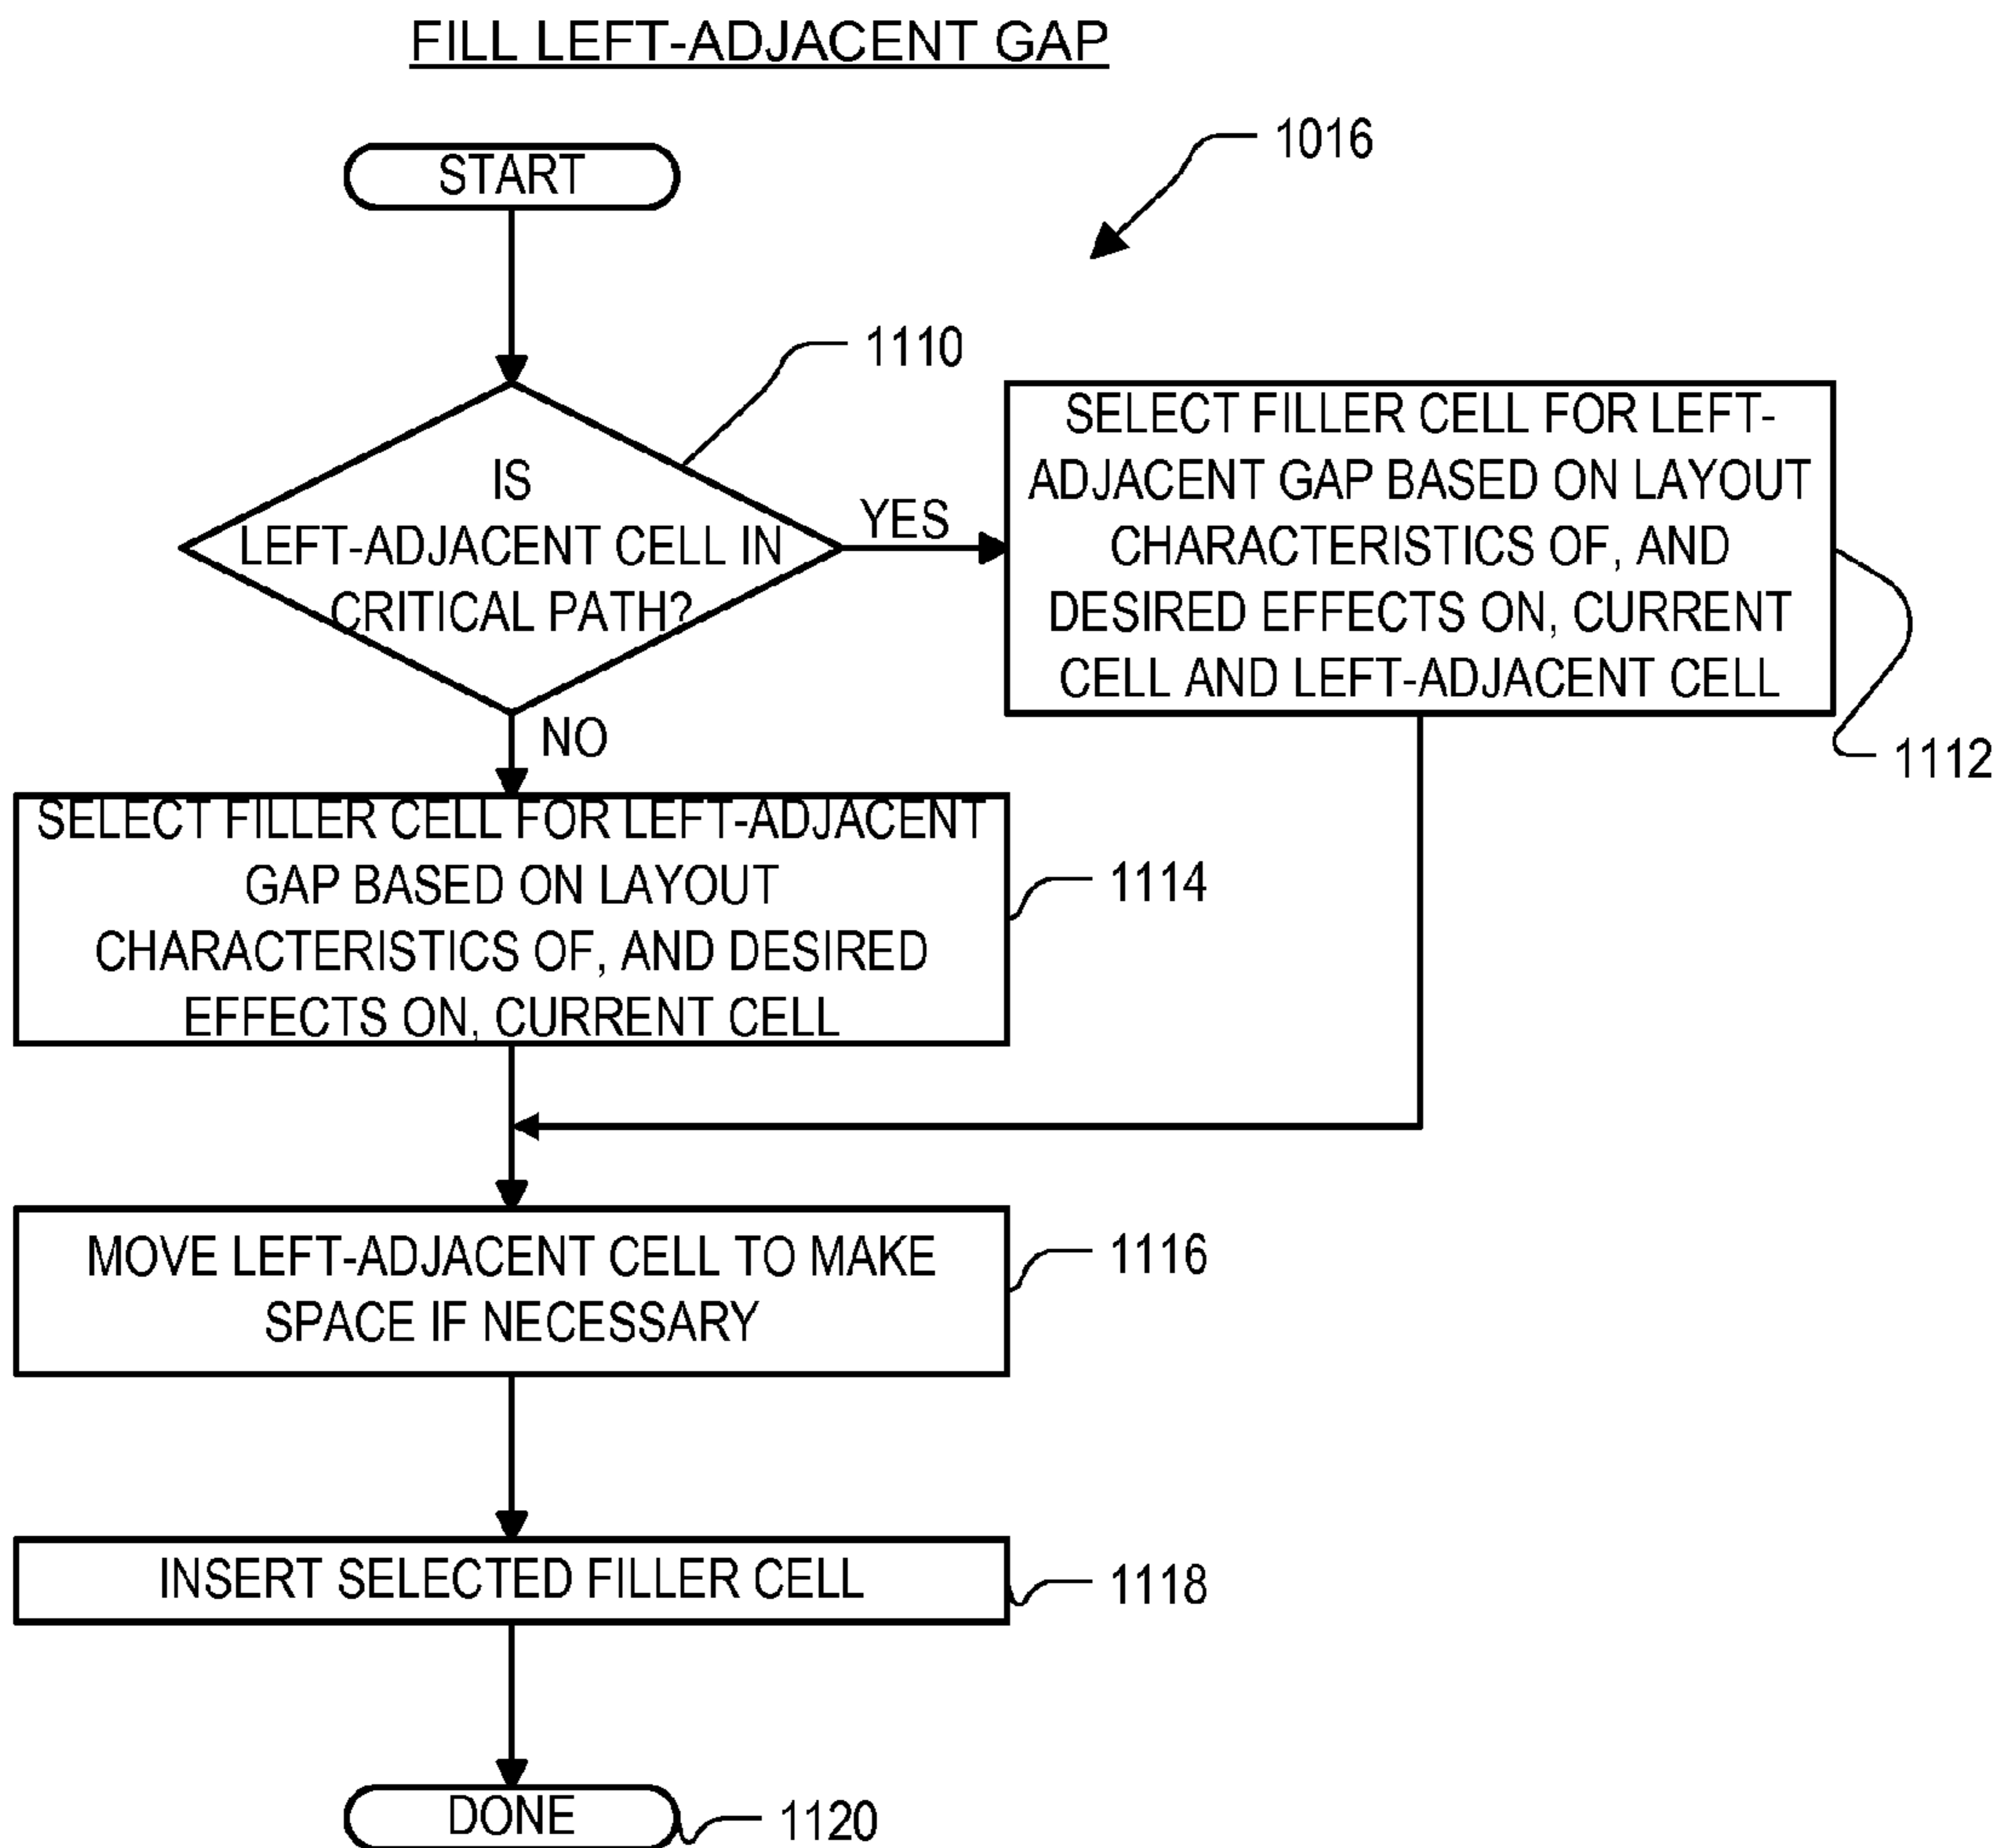 FILL LEFT-ADJACENT GAP
1016
START
1110
IS
LEFT-ADJACENT CELL IN
CRITICAL PATH?
YES
SELECT FILLER CELL FOR LEFT-
ADJACENT GAP BASED ON LAYOUT
CHARACTERISTICS OF, AND
DESIRED EFFECTS ON, CURRENT
CELL AND LEFT-ADJACENT CELL
1112
NO
SELECT FILLER CELL FOR LEFT-ADJACENT
GAP BASED ON LAYOUT
CHARACTERISTICS OF, AND DESIRED
EFFECTS ON, CURRENT CELL
1114
MOVE LEFT-ADJACENT CELL TO MAKE
SPACE IF NECESSARY
1116
INSERT SELECTED FILLER CELL
1118
DONE
1120